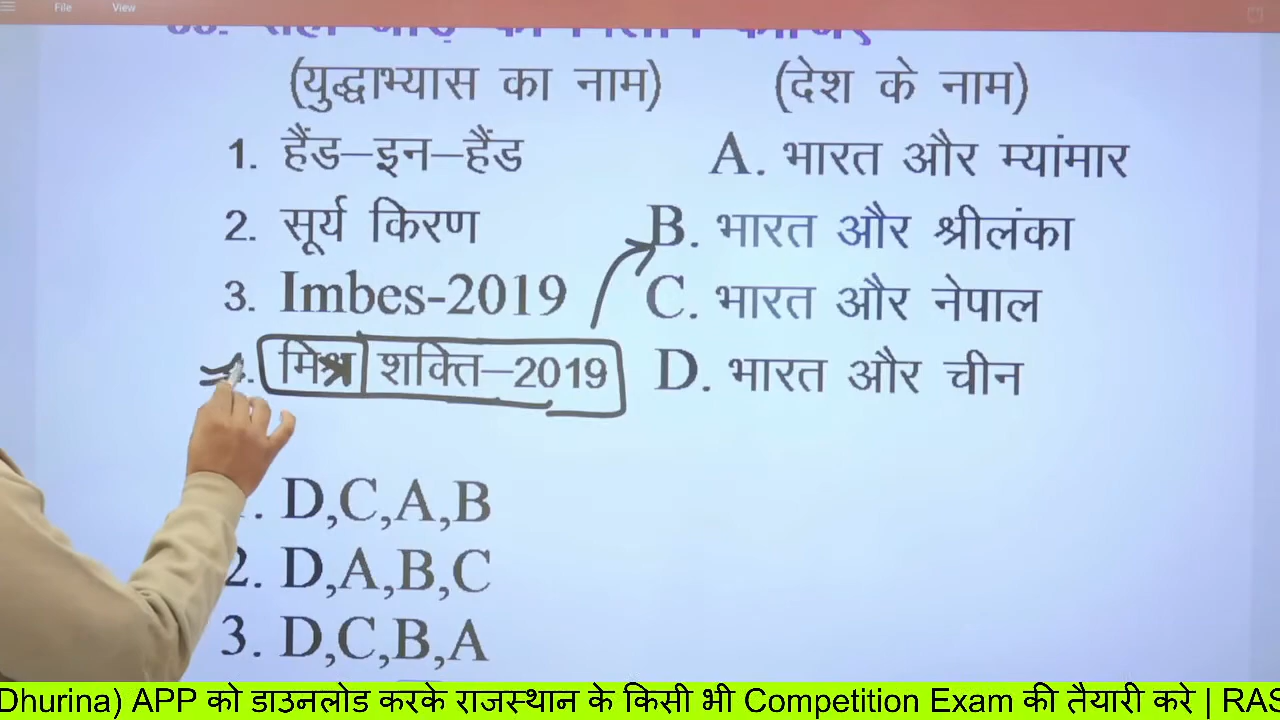 File View
(युद्धाभ्यास का नाम) (देश के नाम)
1. हैंड–इन–हैंड A. भारत और म्यांमार
2. सूर्य किरण B. भारत और श्रीलंका
3. Imbes-2019 C. भारत और नेपाल
मिश्र शक्ति–2019 D. भारत और चीन
. D,C,A,B
2. D,A,B,C
3. D,C,B,A
Dhurina) APP को डाउनलोड करके राजस्थान के किसी भी Competition Exam की तैयारी करे | RAS